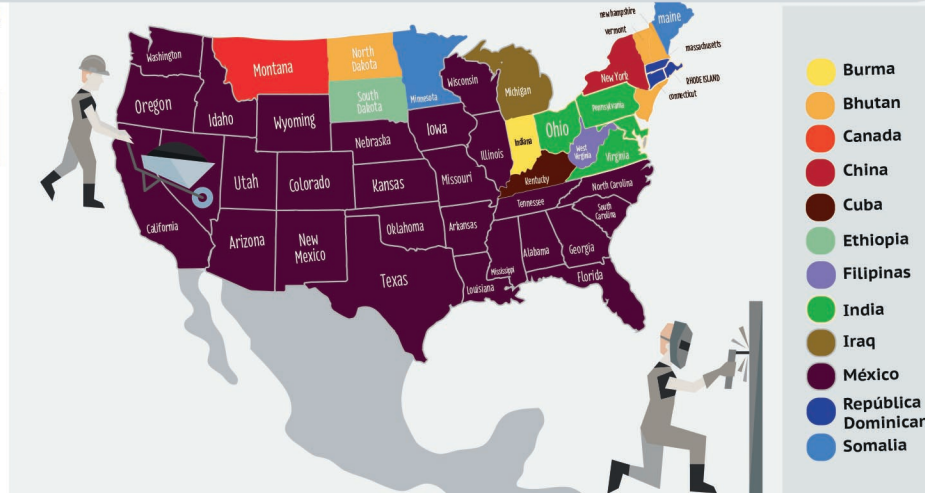 new hampshire
maine
vermont
massachusetts
RHODE ISLAND
connecticut
Washington
Montana
North
Dakota
Minnesota
Wisconsin
Michigan
New York
Oregon
Idaho
Wyoming
South
Dakota
Iowa
Nebraska
Illinois
Indiana
Ohio
Pennsylvania
West
Virginia
Virginia
Utah
Colorado
Kansas
Missouri
Kentucky
Tennessee
North Carolina
South
Carolina
California
Arizona
New
Mexico
Oklahoma
Arkansas
Texas
Louisiana
Mississippi
Alabama
Georgia
Florida
Burma
Bhutan
Canada
China
Cuba
Ethiopia
Filipinas
India
Iraq
México
República
Dominican
Somalia